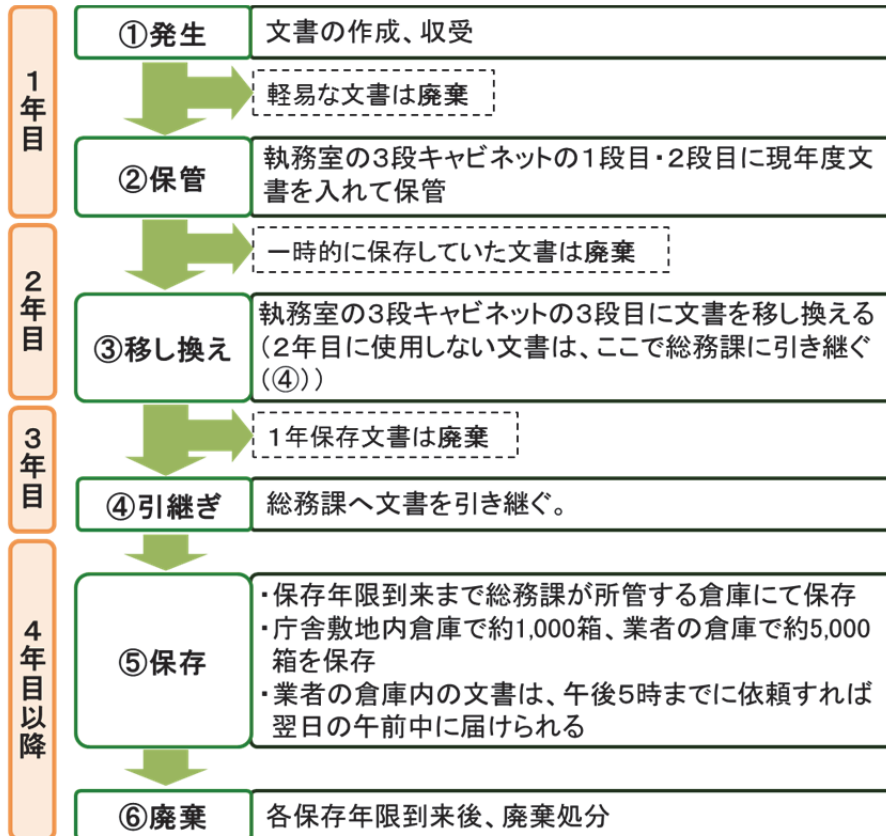 1年目
①発生
文書の作成、収受
軽易な文書は廃棄
②保管
執務室の3段キャビネットの1段目・2段目に現年度文
書を入れて保管
2年目
一時的に保存していた文書は廃棄
③移し換え
執務室の3段キャビネットの3段目に文書を移し換える
(2年目に使用しない文書は、ここで総務課に引き継ぐ
(④))
3年目
1年保存文書は廃棄
④引継ぎ
総務課へ文書を引き継ぐ。
4年目以降
⑤保存
・保存年限到来まで総務課が所管する倉庫にて保存
・庁舎敷地内倉庫で約1,000箱、業者の倉庫で約5,000
箱を保存
・業者の倉庫内の文書は、午後5時までに依頼すれば
翌日の午前中に届けられる
⑥廃棄
各保存年限到来後、廃棄処分